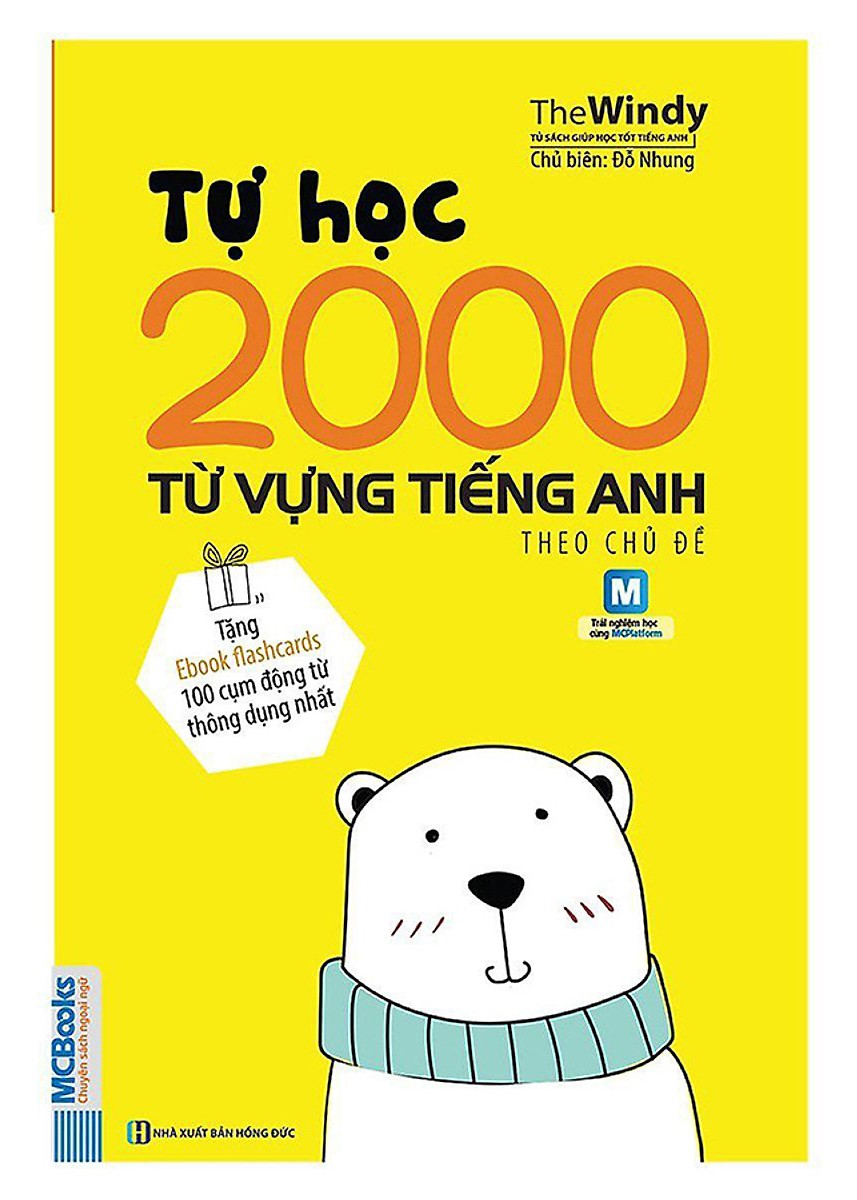 TheWindy
TỦ SÁCH GIÚP HỌC TỐT TIẾNG ANH
Chủ biên: Đỗ Nhung
Tự học
2000
TỪ VỰNG TIẾNG ANH
THEO CHỦ ĐỀ
M
Trải nghiệm học
cùng MCPlatform
Tặng
Ebook flashcards
100 cụm động từ
thông dụng nhất
MCBooks
Chuyên sách ngoại ngữ
H NHÀ XUẤT BẢN HỒNG ĐỨC